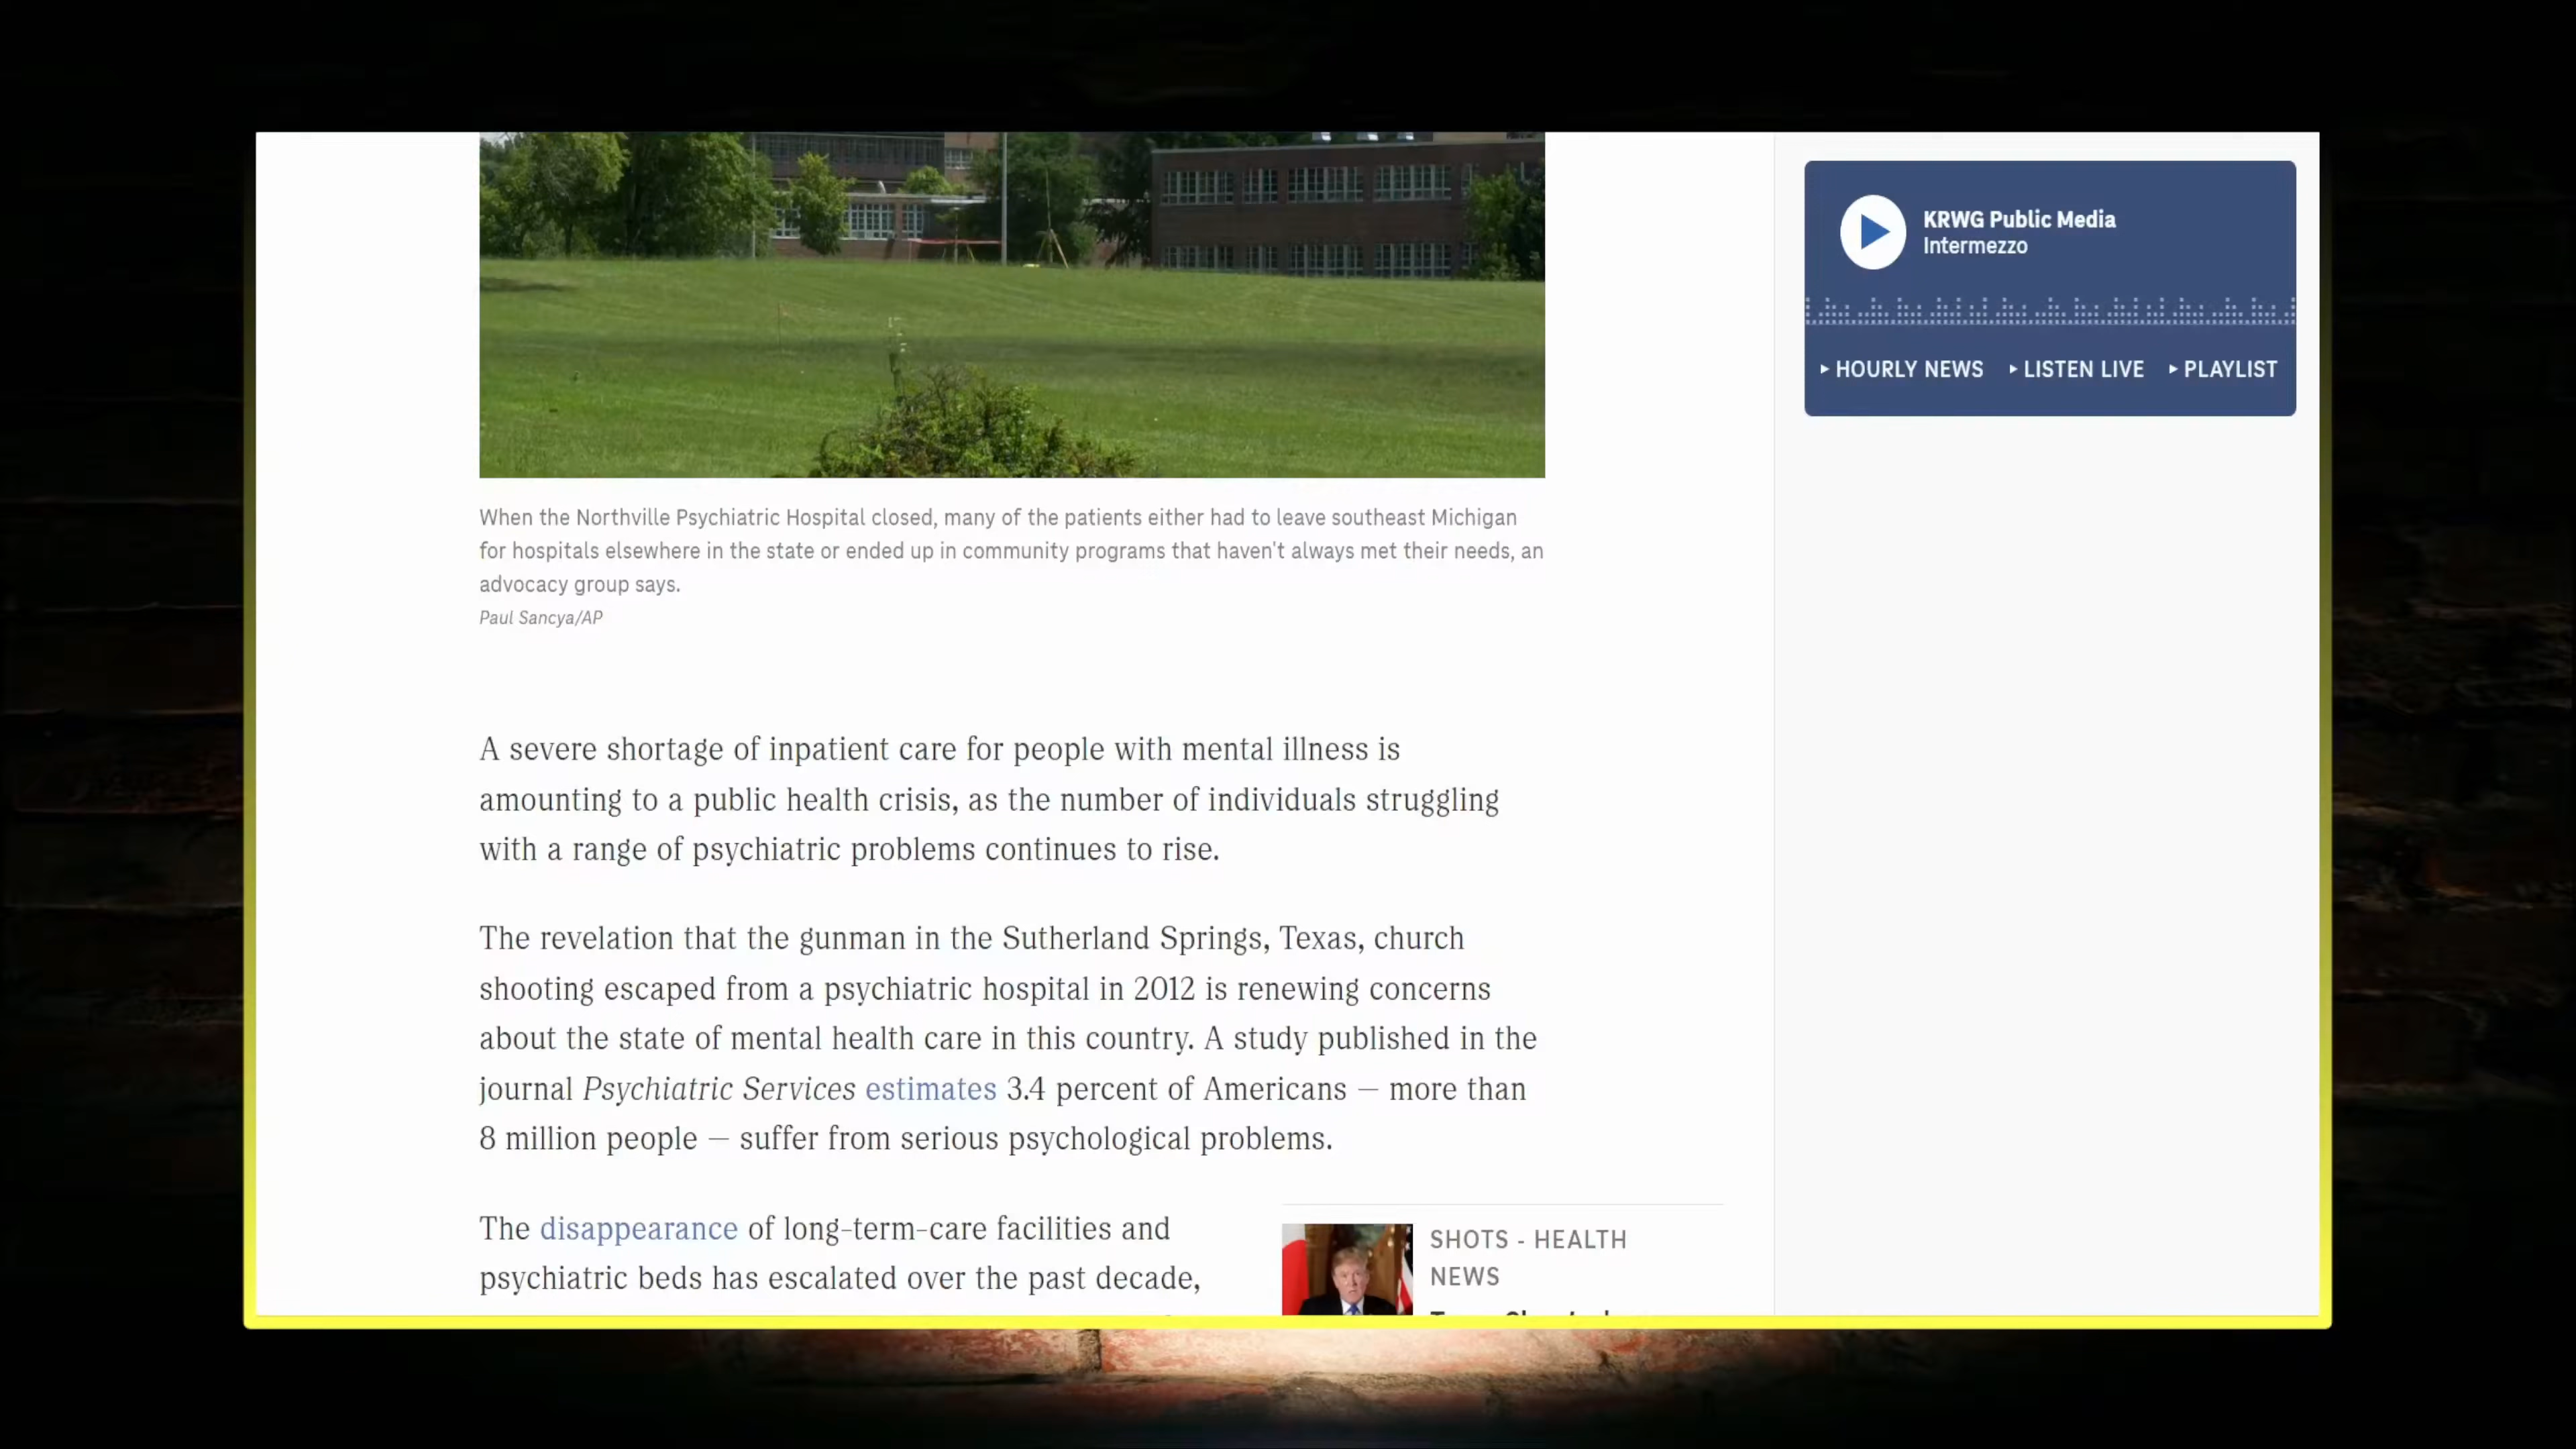 KRWG Public Media
Intermezzo
HOURLY NEWS
LISTEN LIVE
PLAYLIST
When the Northville Psychiatric Hospital closed, many of the patients either had to leave southeast Michigan
for hospitals elsewhere in the state or ended up in community programs that haven't always met their needs, an
advocacy group says.
Paul Sancya/AP
A severe shortage of inpatient care for people with mental illness is
amounting to a public health crisis, as the number of individuals struggling
with a range of psychiatric problems continues to rise.
The revelation that the gunman in the Sutherland Springs, Texas, church
shooting escaped from a psychiatric hospital in 2012 is renewing concerns
about the state of mental health care in this country. A study published in the
journal Psychiatric Services estimates 3.4 percent of Americans — more than
8 million people — suffer from serious psychological problems.
The disappearance of long-term-care facilities and
psychiatric beds has escalated over the past decade,
SHOTS - HEALTH
NEWS